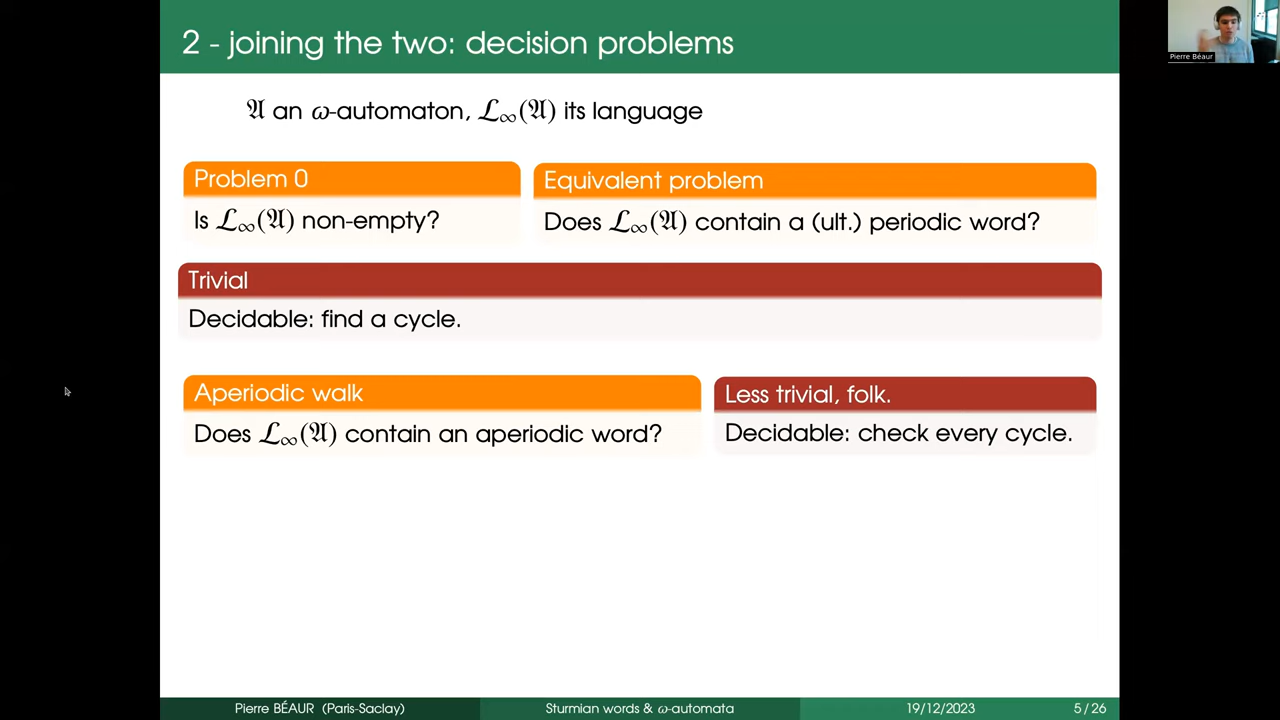 2 - joining the two: decision problems
Pierre Béaur
𝔄 an ω-automaton, ℒ∞(𝔄) its language
Problem 0
Is ℒ∞(𝔄) non-empty?
Equivalent problem
Does ℒ∞(𝔄) contain a (ult.) periodic word?
Trivial
Decidable: find a cycle.
Aperiodic walk
Does ℒ∞(𝔄) contain an aperiodic word?
Less trivial, folk.
Decidable: check every cycle.
Pierre BÉAUR (Paris-Saclay) Sturmian words & ω-automata 19/12/2023 5 / 26